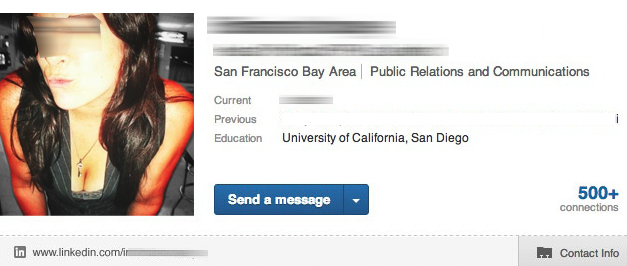 San Francisco Bay Area | Public Relations and Communications
Current
Previous
Education University of California, San Diego
Send a message
500+
connections
in www.linkedin.com/i
Contact Info